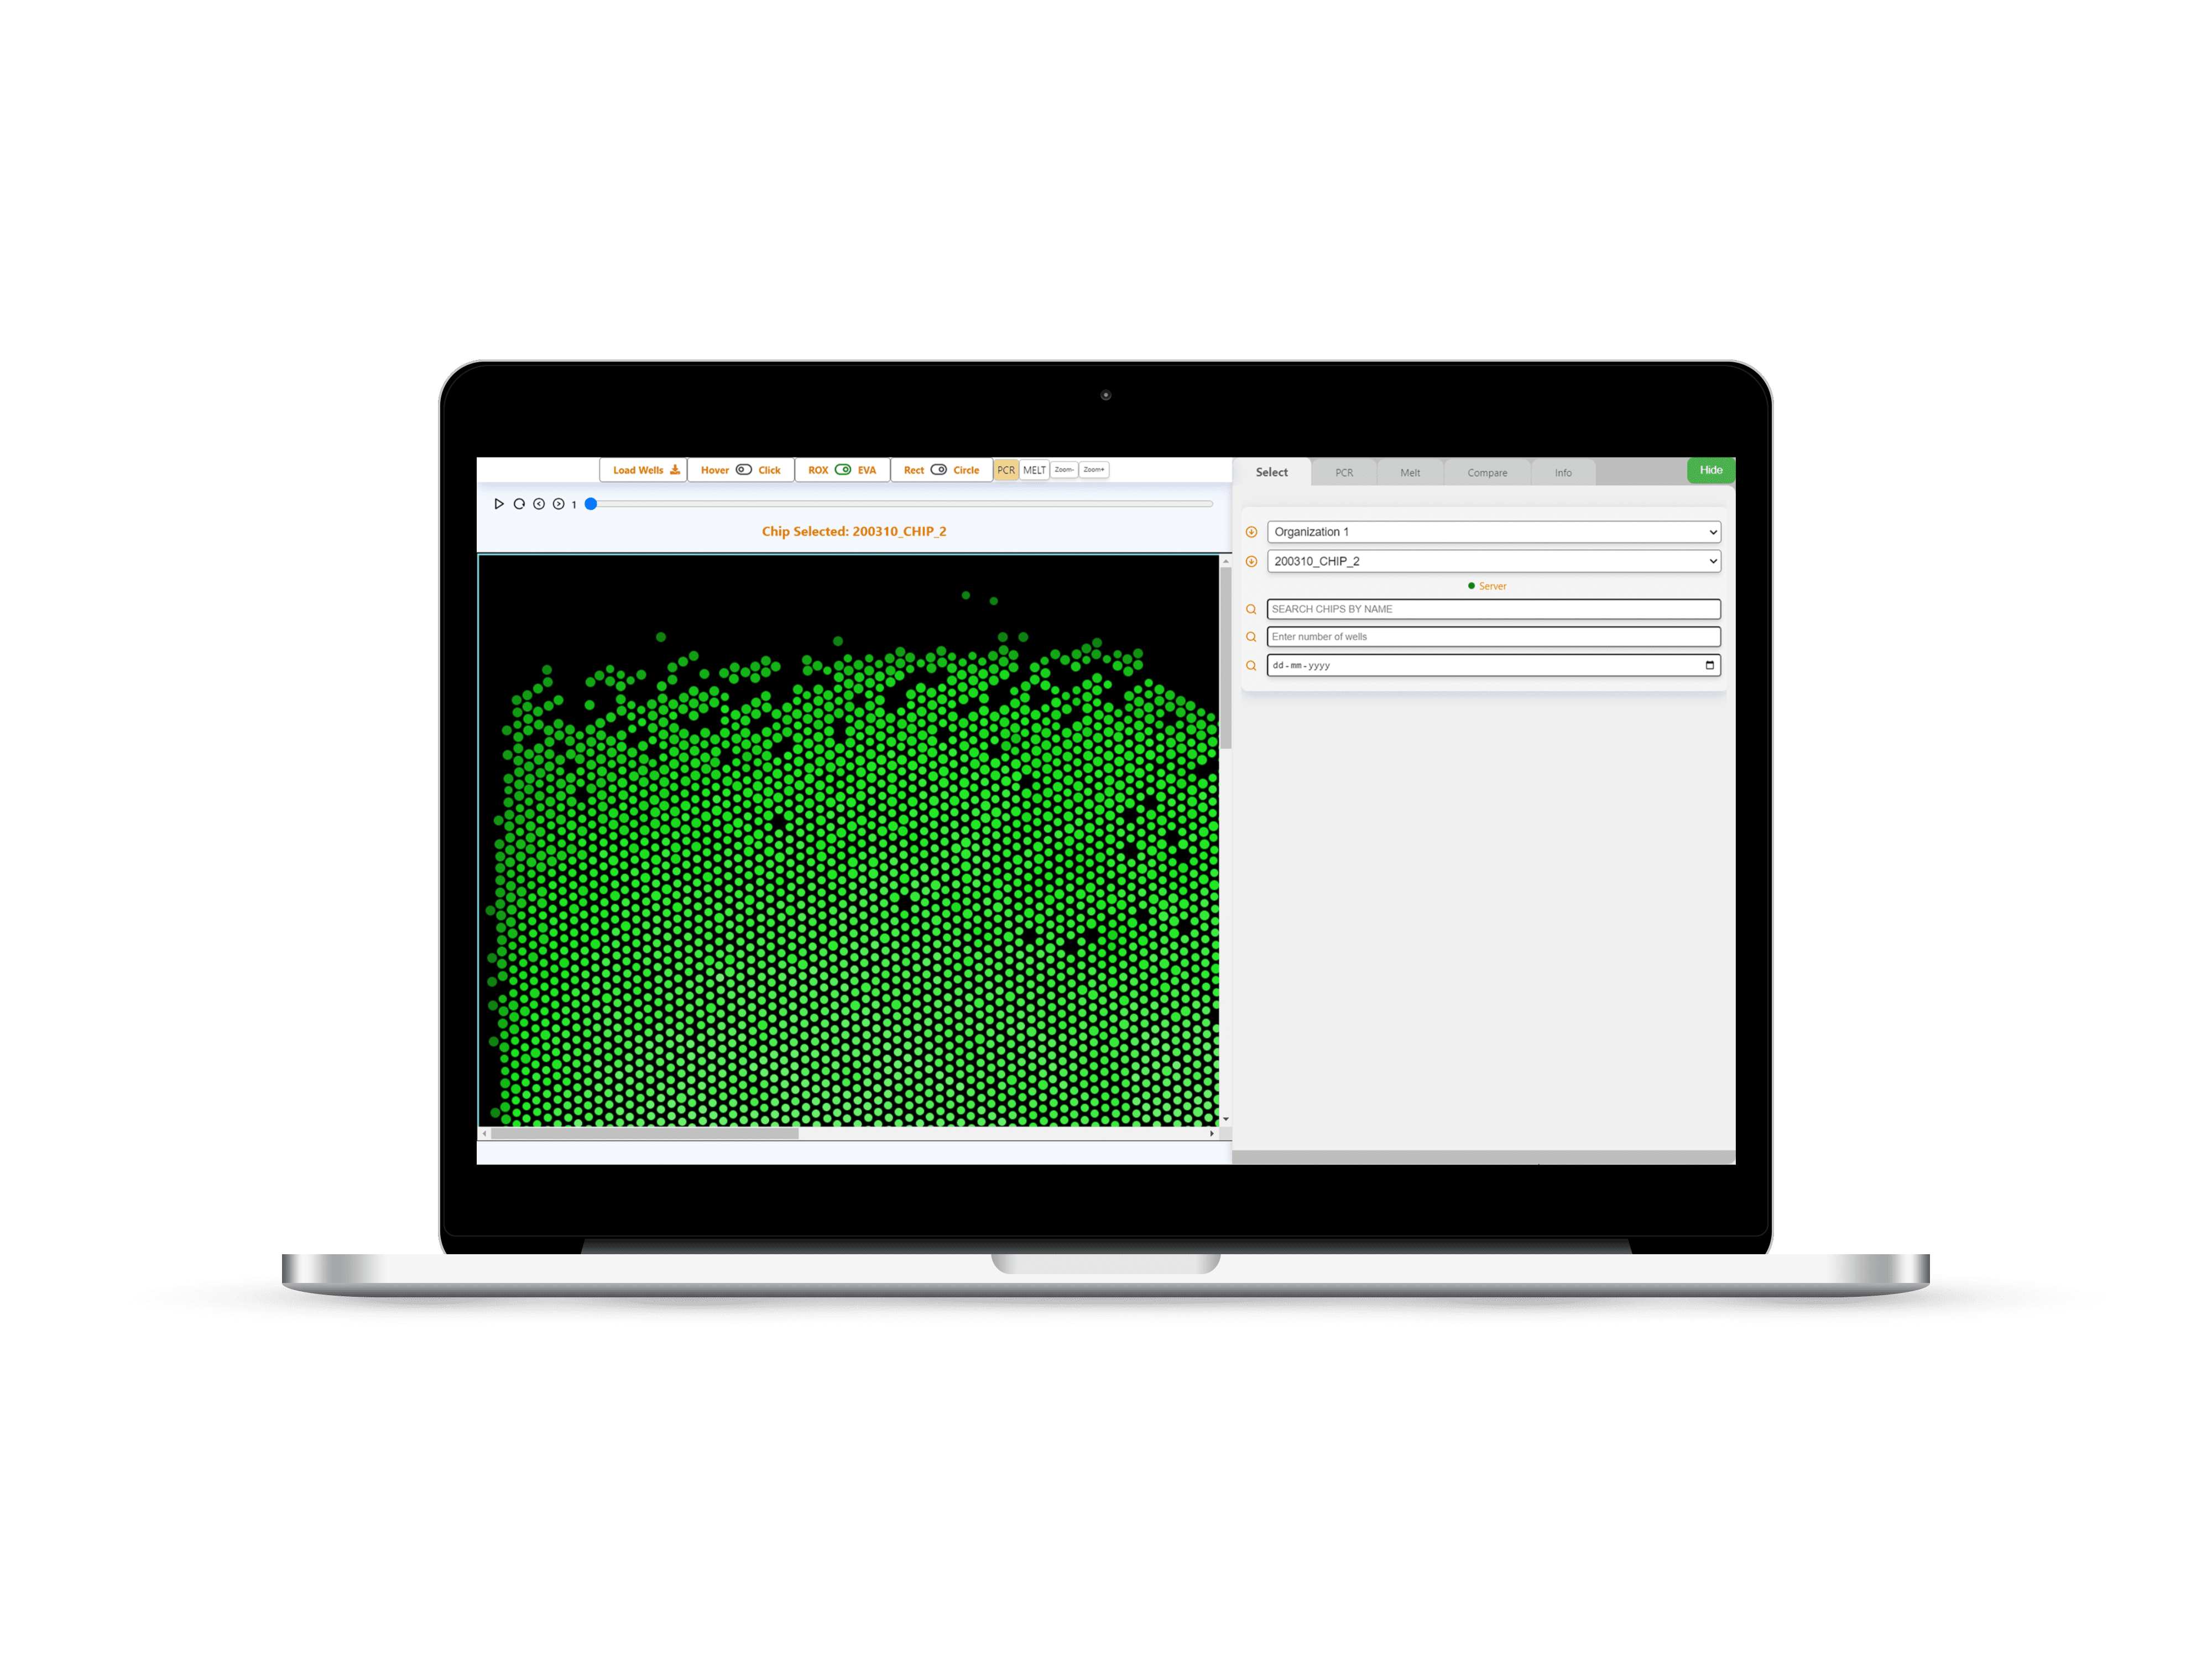 Load Wells
Hover Click
ROX EVA
Rect Circle
PCR
MELT
Zoom-
Zoom+
1
Chip Selected: 200310_CHIP_2
Select
PCR
Melt
Compare
Info
Hide
Organization 1
200310_CHIP_2
Server
SEARCH CHIPS BY NAME
Enter number of wells
dd-mm-yyyy